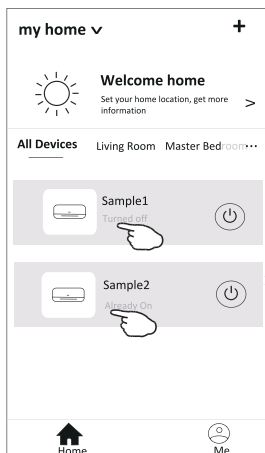 my home
Welcome home
Set your home location, get more
information
All Devices Living Room Master Bedroom
Sample1
Turned off
Sample2
Already On
Home Me